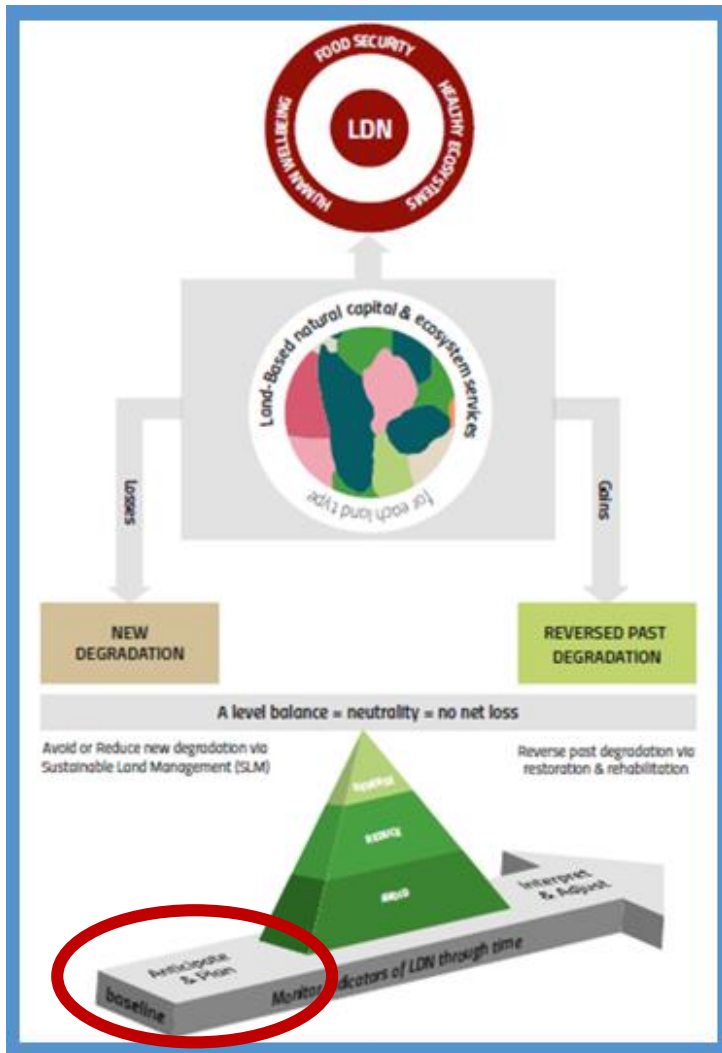 FOOD SECURITY
HUMAN WELLBEING
HEALTHY ECOSYSTEMS
LDN
Land-Based natural capital & ecosystem services
for each land type
Losses
Gains
NEW
DEGRADATION
REVERSED PAST
DEGRADATION
A level balance = neutrality = no net loss
Avoid or Reduce new degradation via
Sustainable Land Management (SLM)
Reverse past degradation via
restoration & rehabilitation
REVERSE
REDUCE
AVOID
Interpret
& Adjust
Anticipate
& Plan
Monitor indicators of LDN through time
baseline